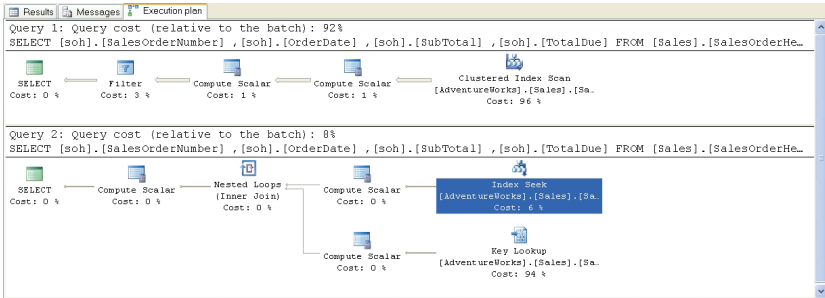 Results Messages Execution plan
Query 1: Query cost (relative to the batch): 92%
SELECT [soh].[SalesOrderNumber] ,[soh].[OrderDate] ,[soh].[SubTotal] ,[soh].[TotalDue] FROM [Sales].[SalesOrderHe…
SELECT
Cost: 0 %
Filter
Cost: 3 %
Compute Scalar
Cost: 1 %
Compute Scalar
Cost: 1 %
Clustered Index Scan
[AdventureWorks].[Sales].[Sa…
Cost: 96 %
Query 2: Query cost (relative to the batch): 8%
SELECT [soh].[SalesOrderNumber] ,[soh].[OrderDate] ,[soh].[SubTotal] ,[soh].[TotalDue] FROM [Sales].[SalesOrderHe…
SELECT
Cost: 0 %
Compute Scalar
Cost: 0 %
Nested Loops
(Inner Join)
Cost: 0 %
Compute Scalar
Cost: 0 %
Index Seek
[AdventureWorks].[Sales].[Sa…
Cost: 6 %
Compute Scalar
Cost: 0 %
Key Lookup
[AdventureWorks].[Sales].[Sa…
Cost: 94 %